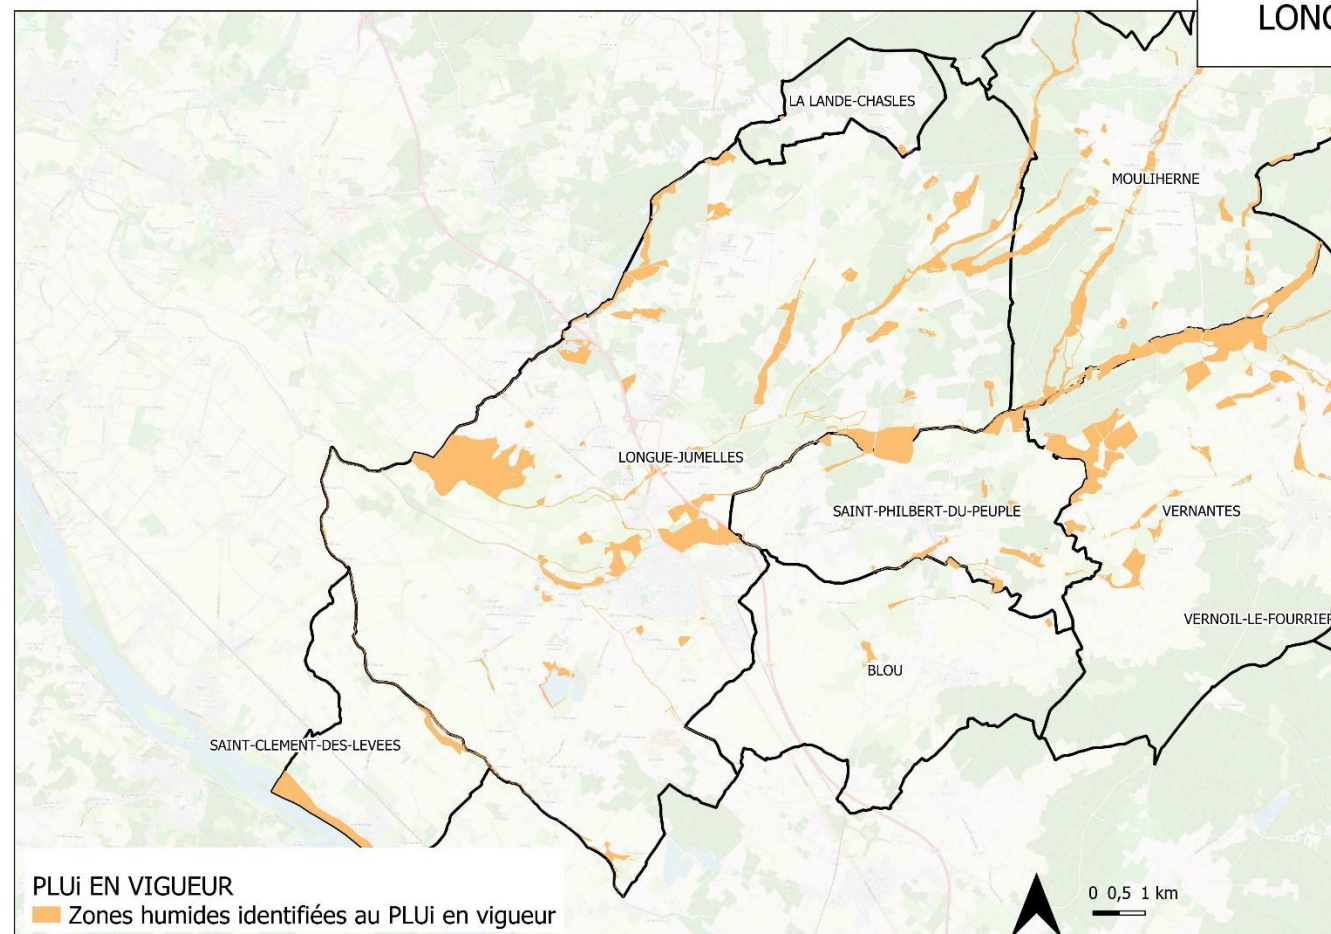 LONG
LA LANDE-CHASLES
MOULIHERNE
LONGUE-JUMELLES
SAINT-PHILBERT-DU-PEUPLE
VERNANTES
VERNOIL-LE-FOURRIER
BLOU
SAINT-CLEMENT-DES-LEVEES
PLUi EN VIGUEUR
Zones humides identifiées au PLUi en vigueur
0 0,5 1 km